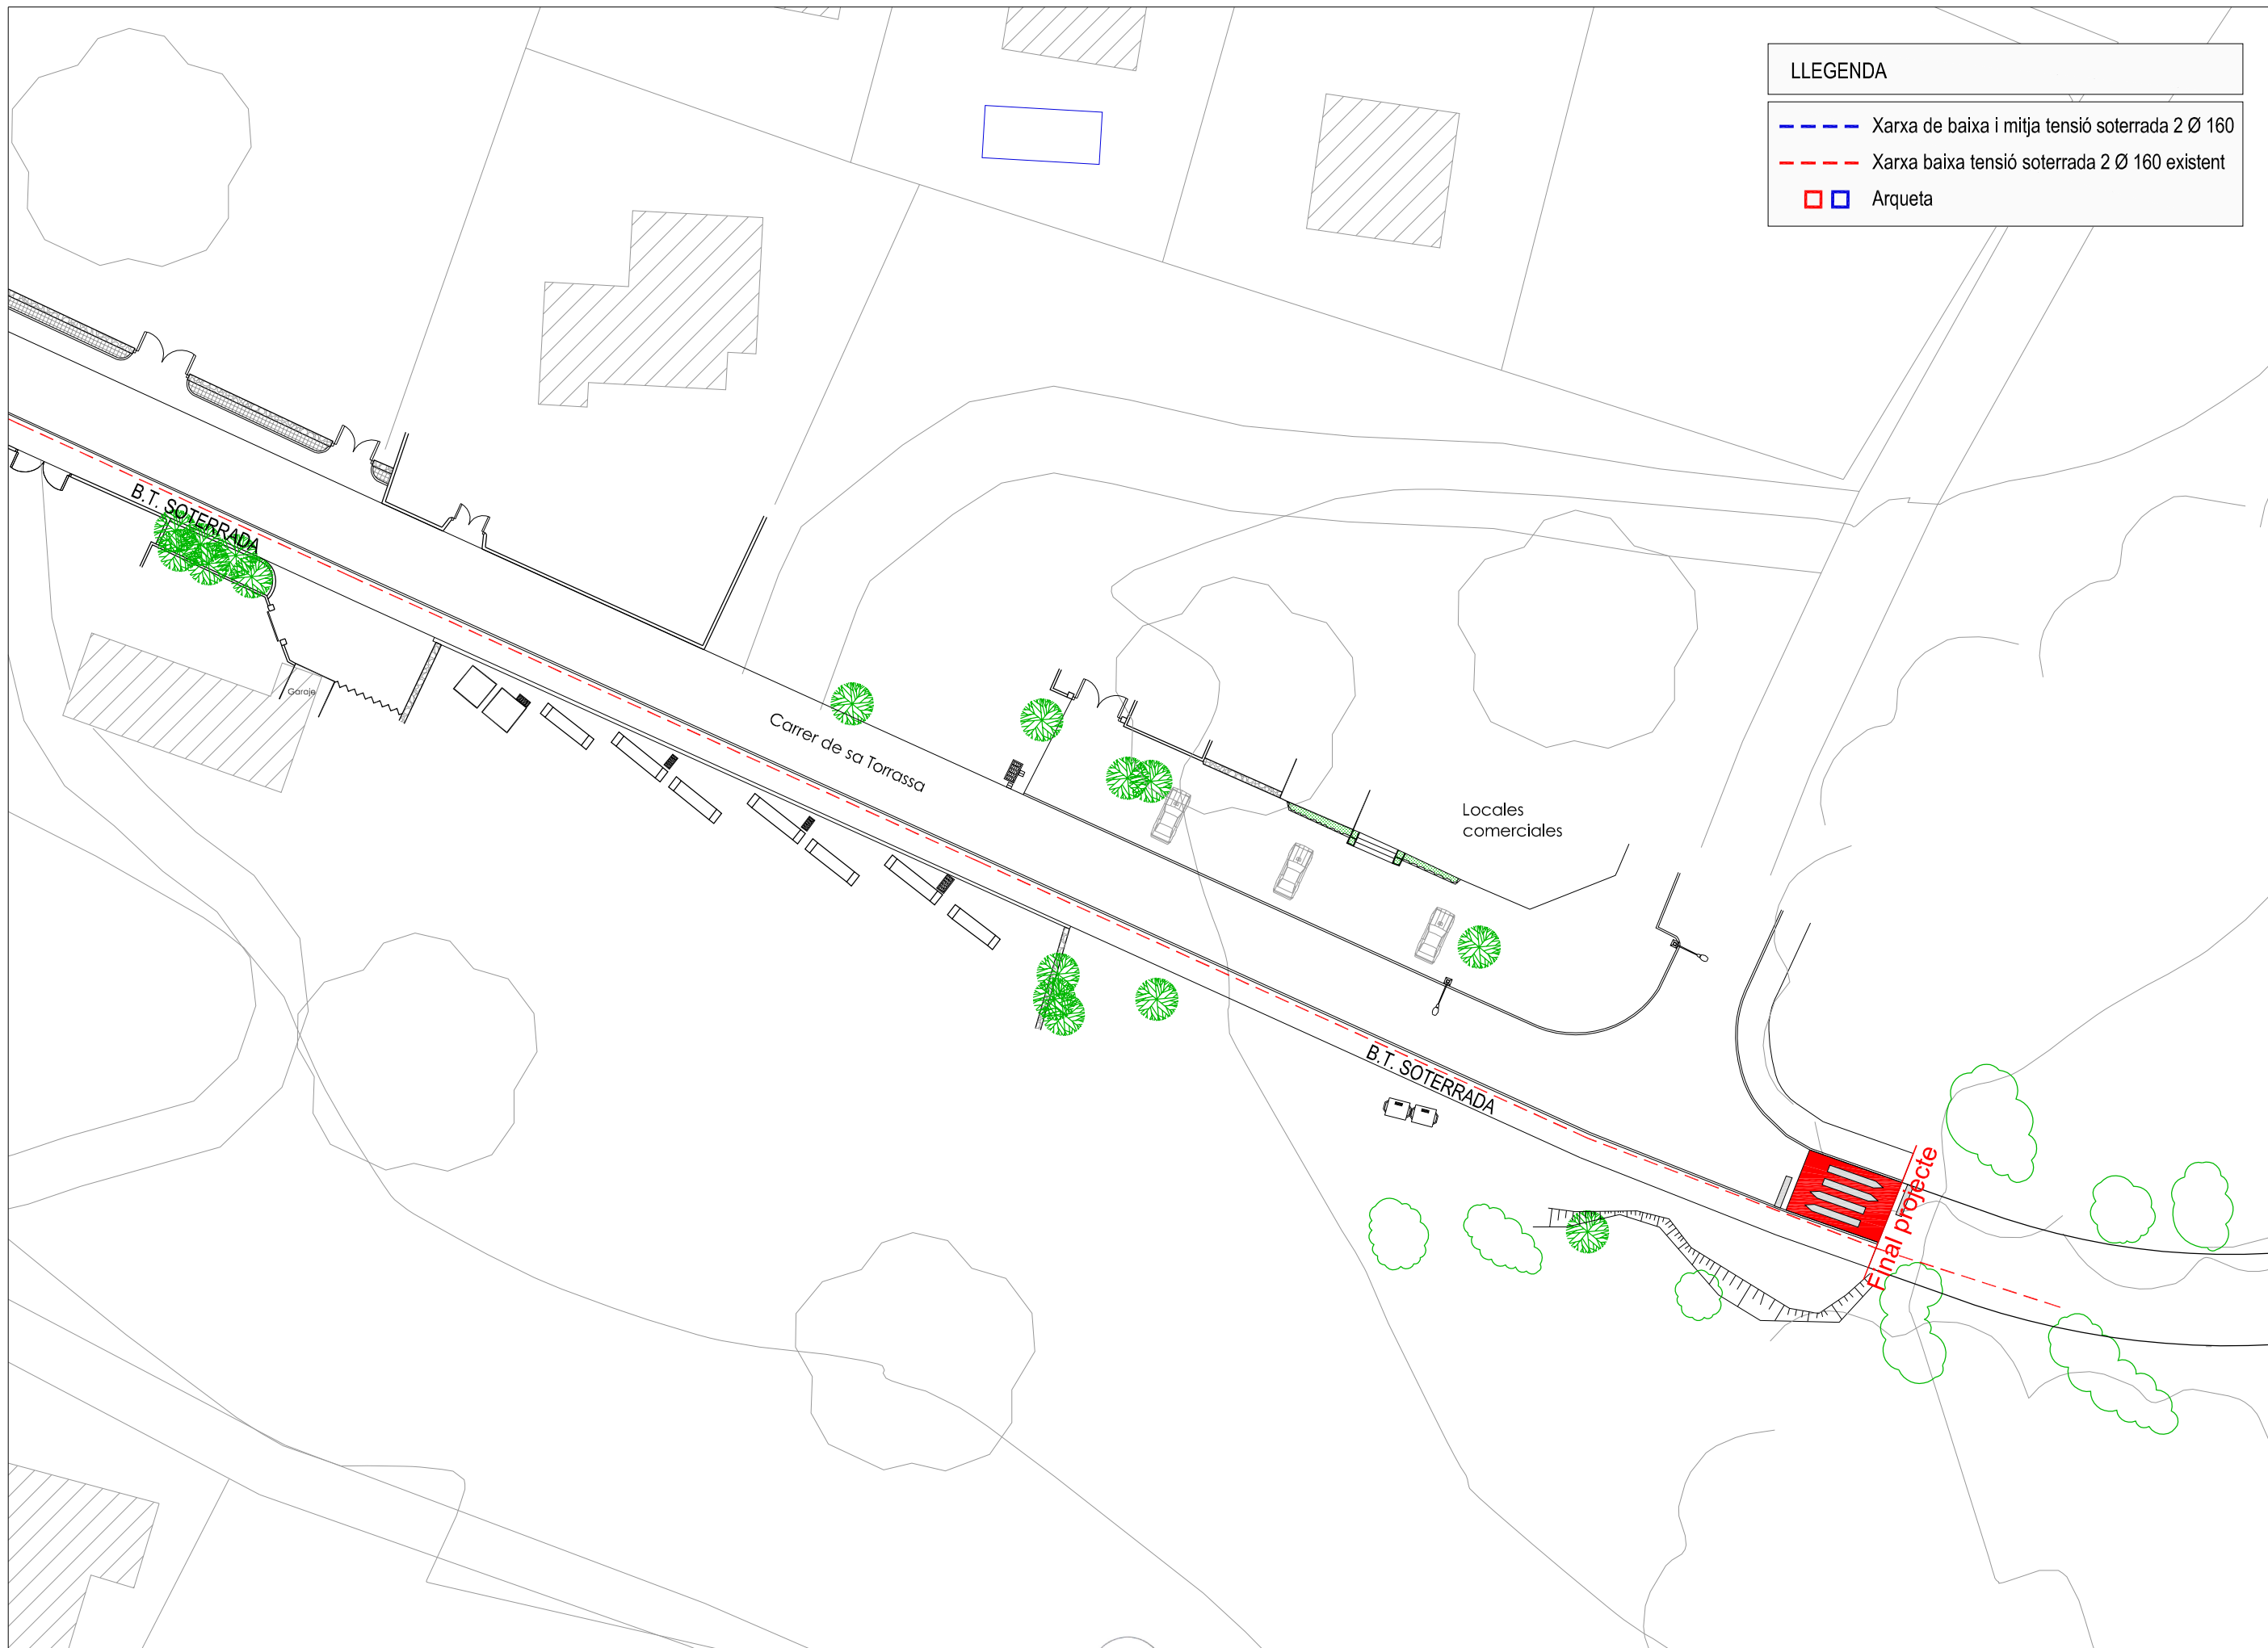 LLEGENDA
Xarxa de baixa i mitja tensió soterrada 2 Ø 160
Xarxa baixa tensió soterrada 2 Ø 160 existent
Arqueta
B.T. SOTERRADA
Garaje
Carrer de sa Torrassa
Locales
comerciales
B.T. SOTERRADA
Final projecte